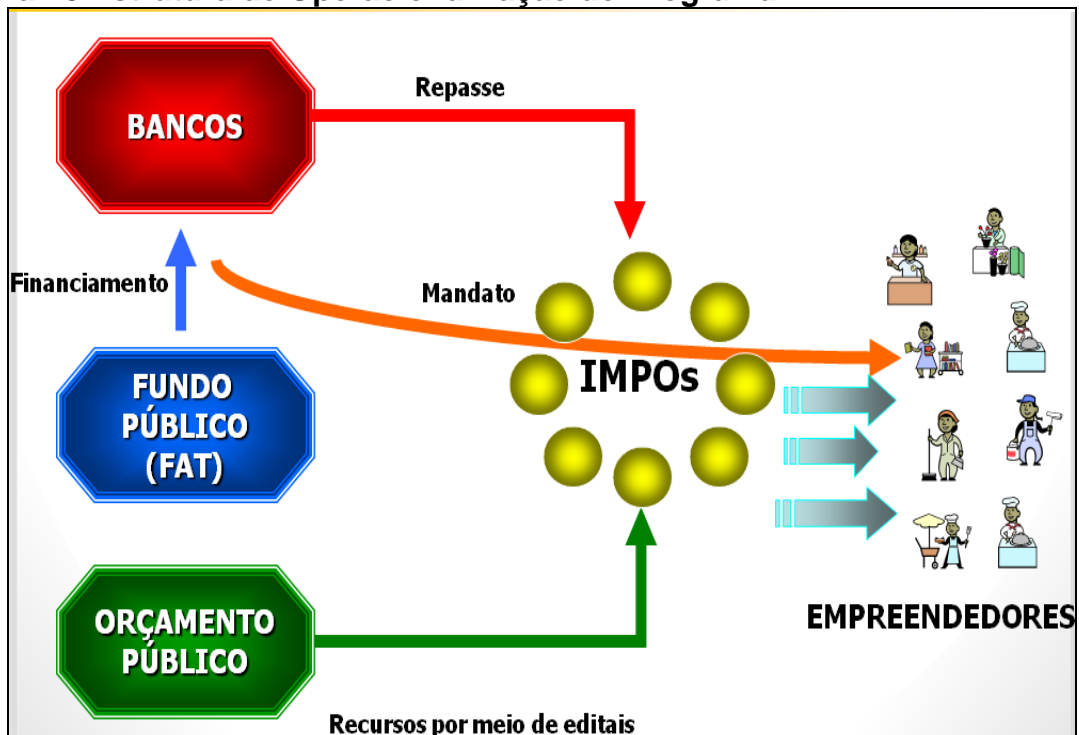 BANCOS
Repasse
Financiamento
Mandato
FUNDO
PÚBLICO
(FAT)
IMPOs
ORÇAMENTO
PÚBLICO
EMPREENDEDORES
Recursos por meio de editais